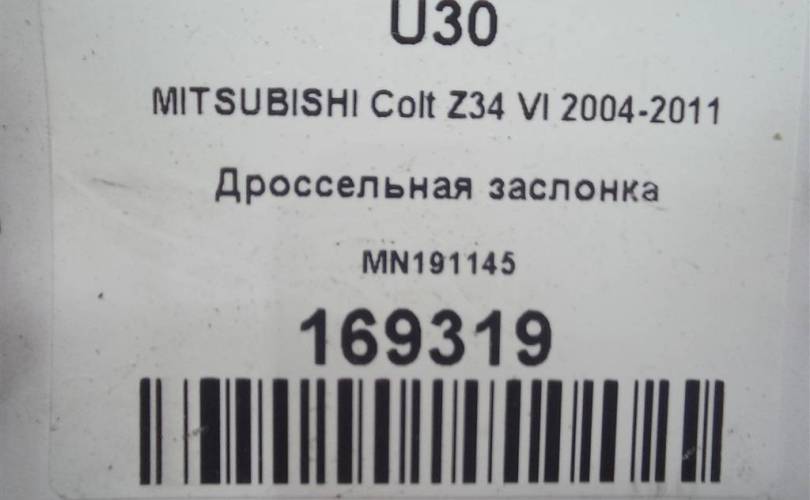 U30
MITSUBISHI Colt Z34 VI 2004-2011
Дроссельная заслонка
MN191145
169319